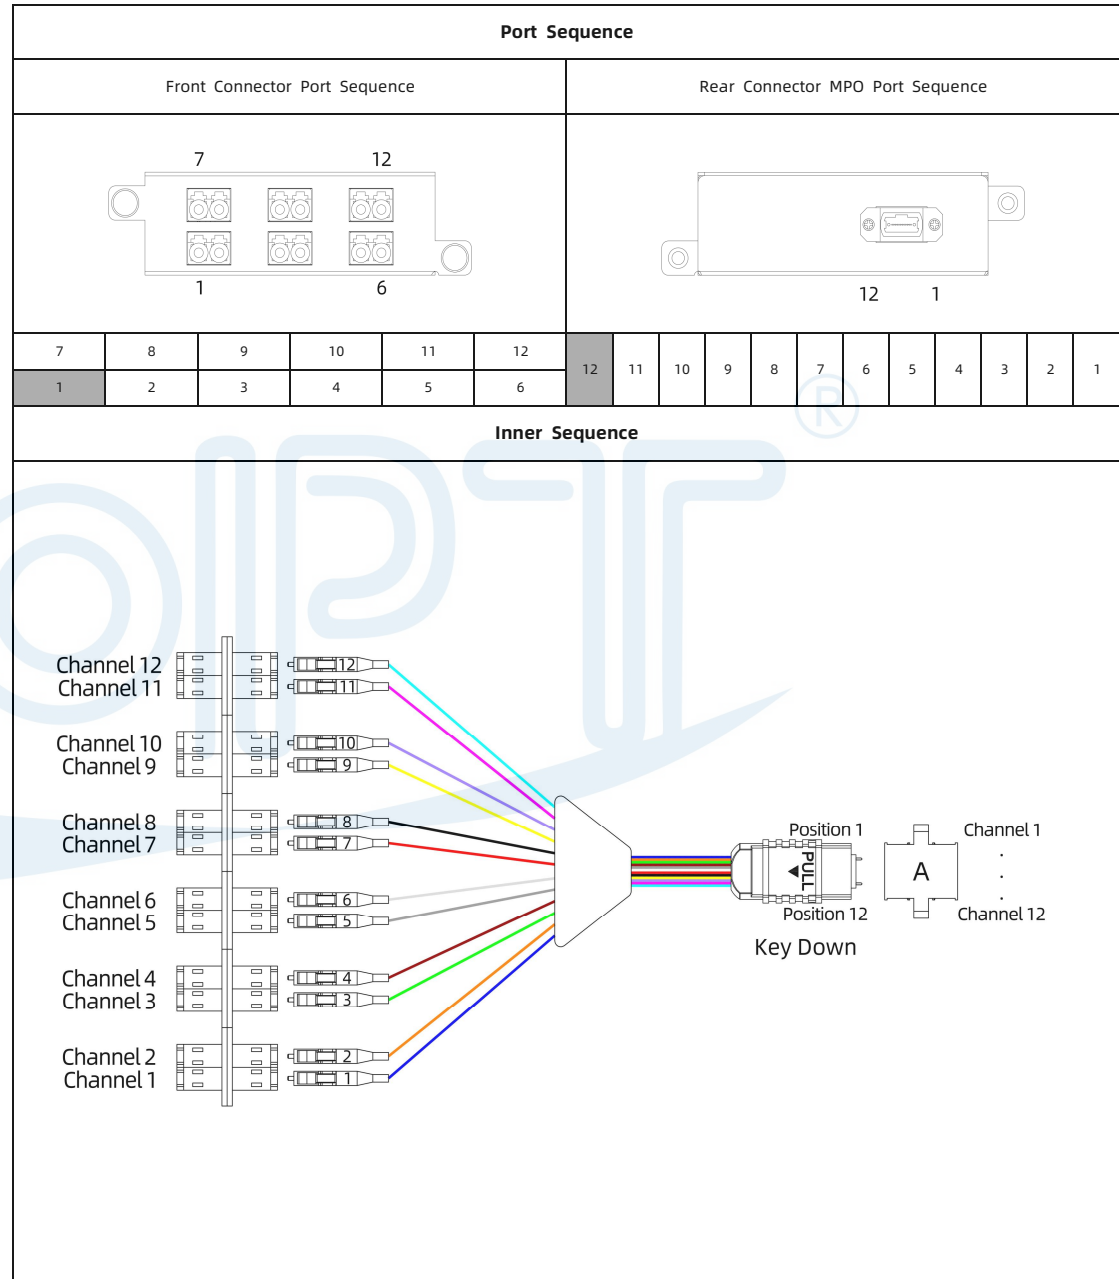 Port Sequence
Front Connector Port Sequence
Rear Connector MPO Port Sequence
7 12
1 6
12 1
7 8 9 10 11 12
1 2 3 4 5 6
12 11 10 9 8 7 6 5 4 3 2 1
Inner Sequence
OPT®
Channel 12
12
Channel 11
11
Channel 10
10
Channel 9
9
Channel 8
8
Channel 7
7
Channel 6
6
Channel 5
5
Channel 4
4
Channel 3
3
Channel 2
2
Channel 1
1
Position 1
PULL
Position 12
Key Down
A
Channel 1
.
.
.
Channel 12